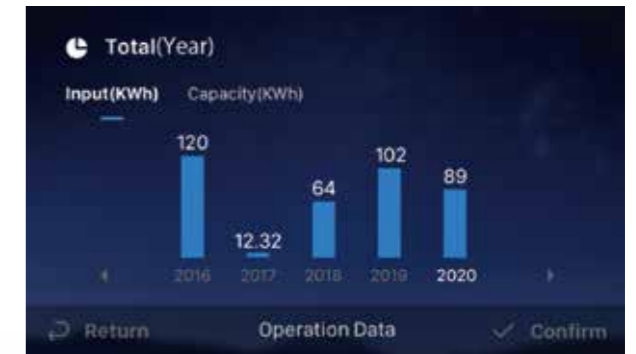 Total(Year)
Input(KWh) Capacity(KWh)
120
12.32
64
102
89
2016 2017 2018 2019 2020
Return Operation Data Confirm